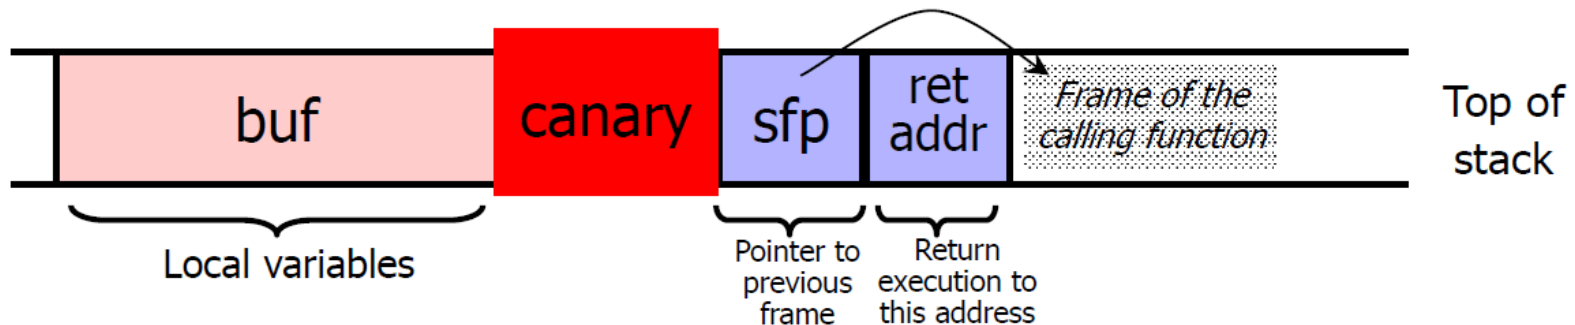 buf
canary
sfp
ret
addr
Frame of the
calling function
Top of
stack
Local variables
Pointer to
previous
frame
Return
execution to
this address